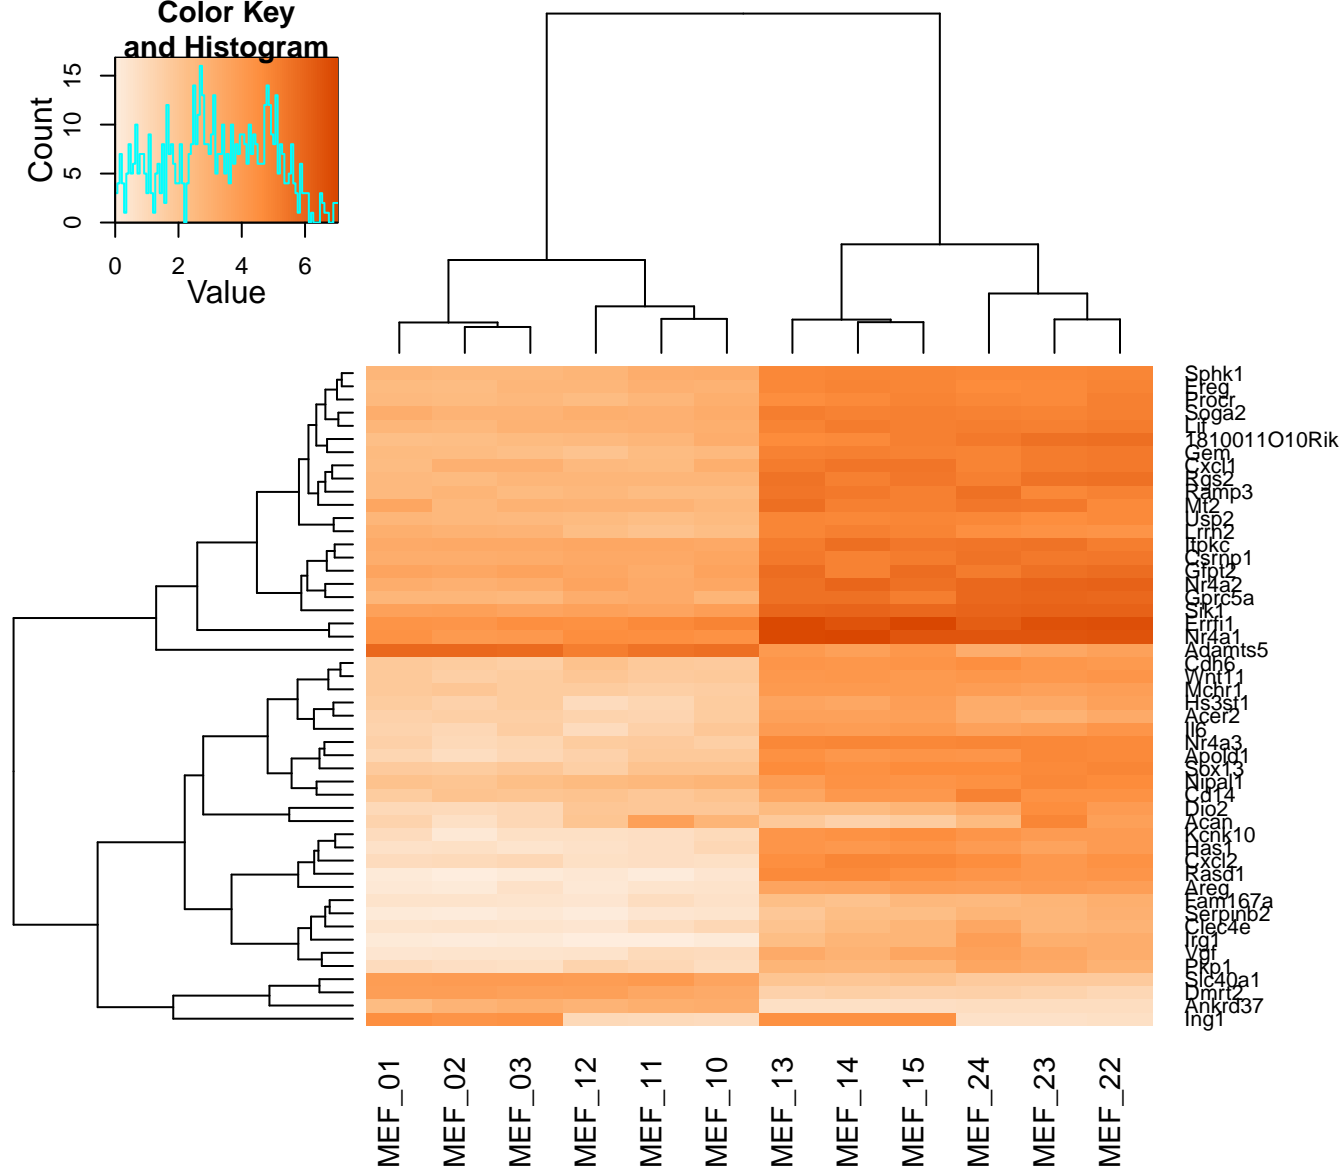 Color Key
and Histogram
Count
0
5
10
15
0 2 4 6
Value
Sphk1
Ereg
Procr
Soga2
Lif
1810011O10Rik
Gem
Cxcl1
Rgs2
Ramp3
Mt2
Usp2
Lrrn2
Itpkc
Csrnp1
Gfpt2
Nr4a2
Gprc5a
Sik1
Errfi1
Nr4a1
Adamts5
Cdh6
Wnt11
Mchr1
Hs3st1
Acer2
Il6
Nr4a3
Apold1
Sox13
Nipal1
Cd14
Dio2
Acan
Kcnk10
Has1
Cxcl2
Rasd1
Areg
Fam167a
Serpinb2
Clec4e
Irg1
Vgf
Pkp1
Slc40a1
Dmrt2
Ankrd37
Ing1
MEF_01
MEF_02
MEF_03
MEF_12
MEF_11
MEF_10
MEF_13
MEF_14
MEF_15
MEF_24
MEF_23
MEF_22